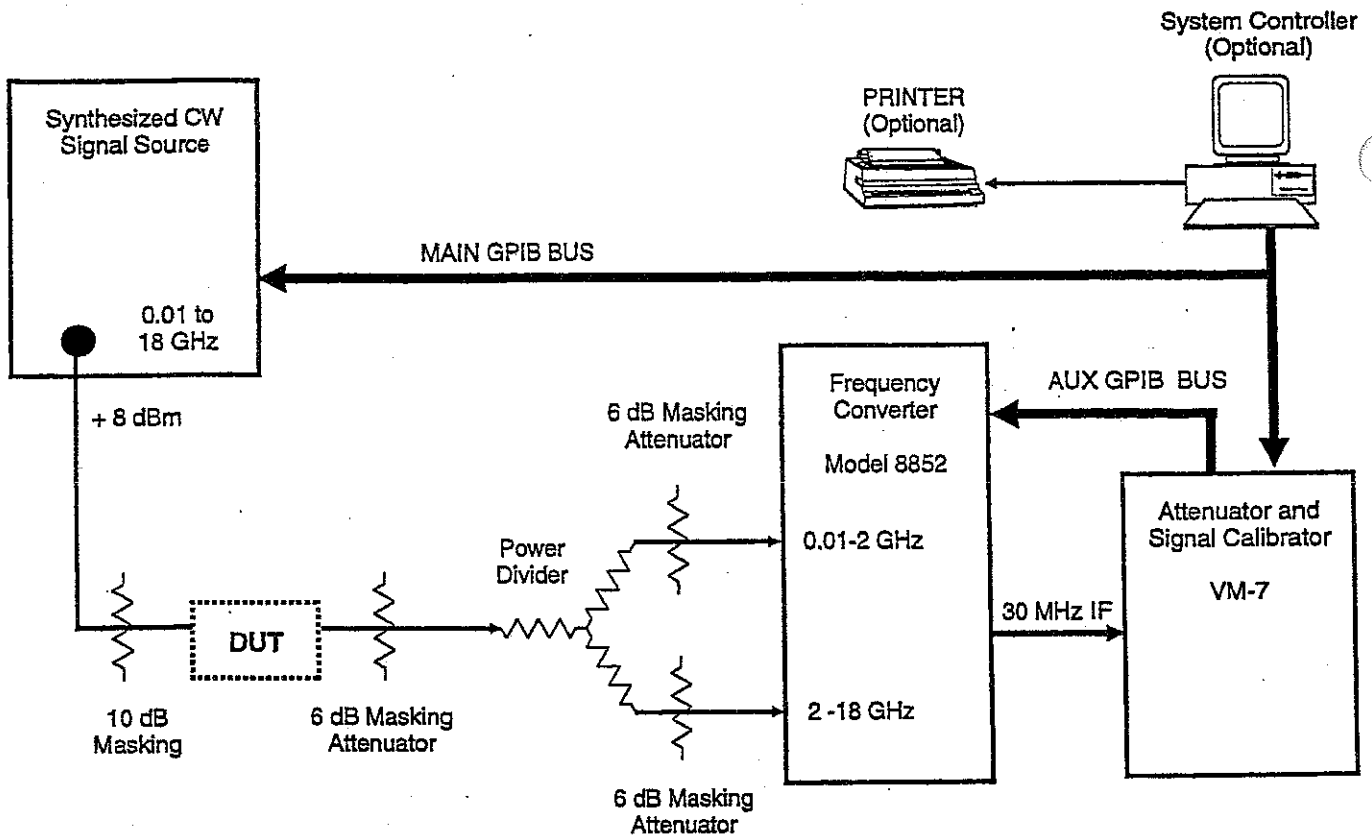 System Controller
(Optional)
PRINTER
(Optional)
Synthesized CW
Signal Source
MAIN GPIB BUS
0.01 to
18 GHz
+ 8 dBm
Frequency
Converter
Model 8852
AUX GPIB BUS
6 dB Masking
Attenuator
Attenuator and
Signal Calibrator
VM-7
Power
Divider
0.01-2 GHz
30 MHz IF
DUT
2 -18 GHz
10 dB
Masking
6 dB Masking
Attenuator
6 dB Masking
Attenuator